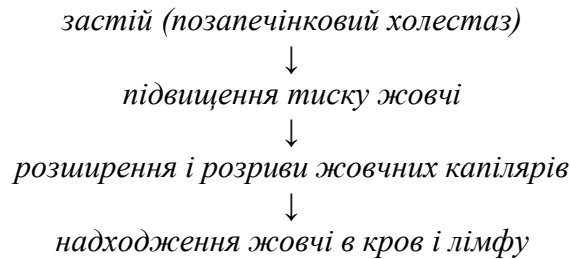 застій (позапечінковий холестаз)
↓
підвищення тиску жовчі
↓
розширення і розриви жовчних капілярів
↓
надходження жовчі в кров і лімфу